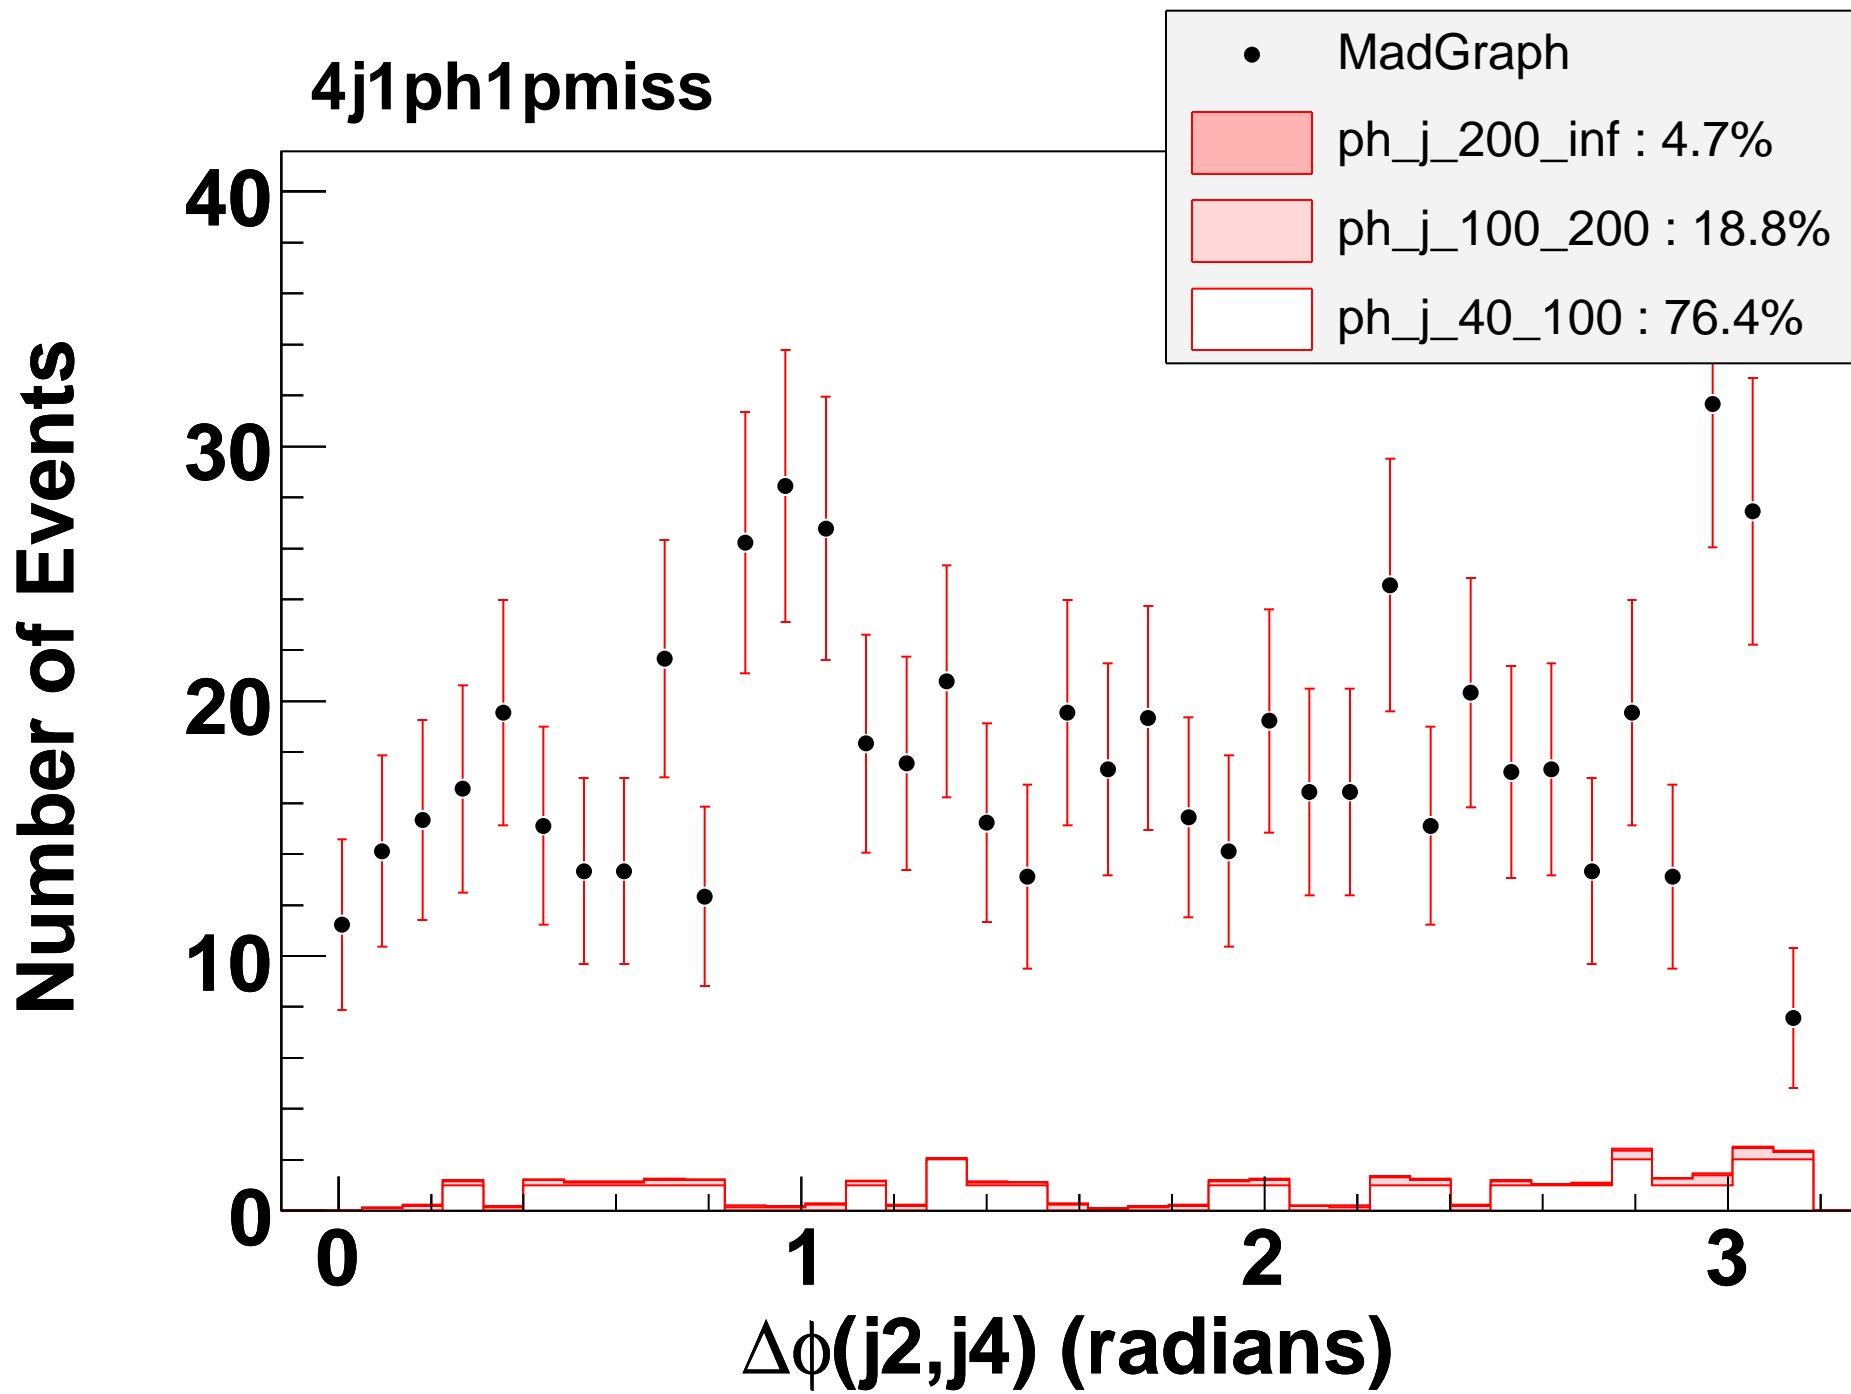 4j1ph1pmiss
MadGraph
ph_j_200_inf : 4.7%
ph_j_100_200 : 18.8%
ph_j_40_100 : 76.4%
Number of Events
40
30
20
10
0
0 1 2 3
Δϕ(j2,j4) (radians)